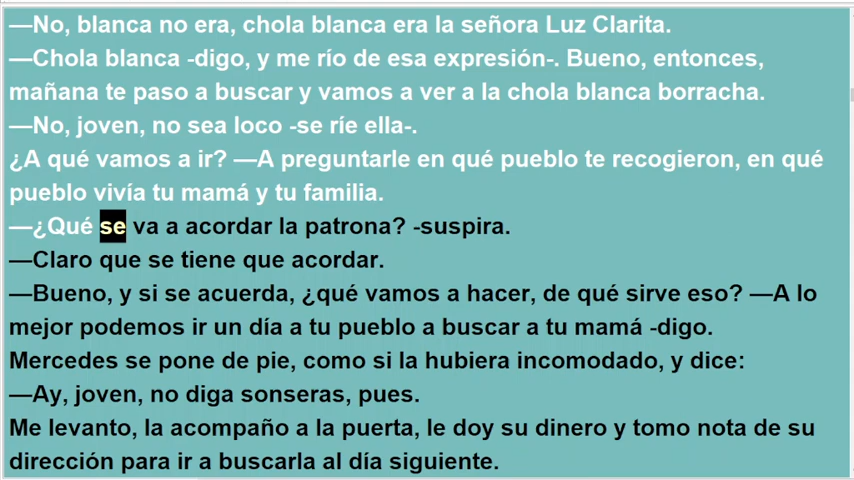 —No, blanca no era, chola blanca era la señora Luz Clarita.
—Chola blanca -digo, y me río de esa expresión-. Bueno, entonces,
mañana te paso a buscar y vamos a ver a la chola blanca borracha.
—No, joven, no sea loco -se ríe ella-.
¿A qué vamos a ir? —A preguntarle en qué pueblo te recogieron, en qué
pueblo vivía tu mamá y tu familia.
—¿Qué se va a acordar la patrona? -suspira.
—Claro que se tiene que acordar.
—Bueno, y si se acuerda, ¿qué vamos a hacer, de qué sirve eso? —A lo
mejor podemos ir un día a tu pueblo a buscar a tu mamá -digo.
Mercedes se pone de pie, como si la hubiera incomodado, y dice:
—Ay, joven, no diga sonseras, pues.
Me levanto, la acompaño a la puerta, le doy su dinero y tomo nota de su
dirección para ir a buscarla al día siguiente.